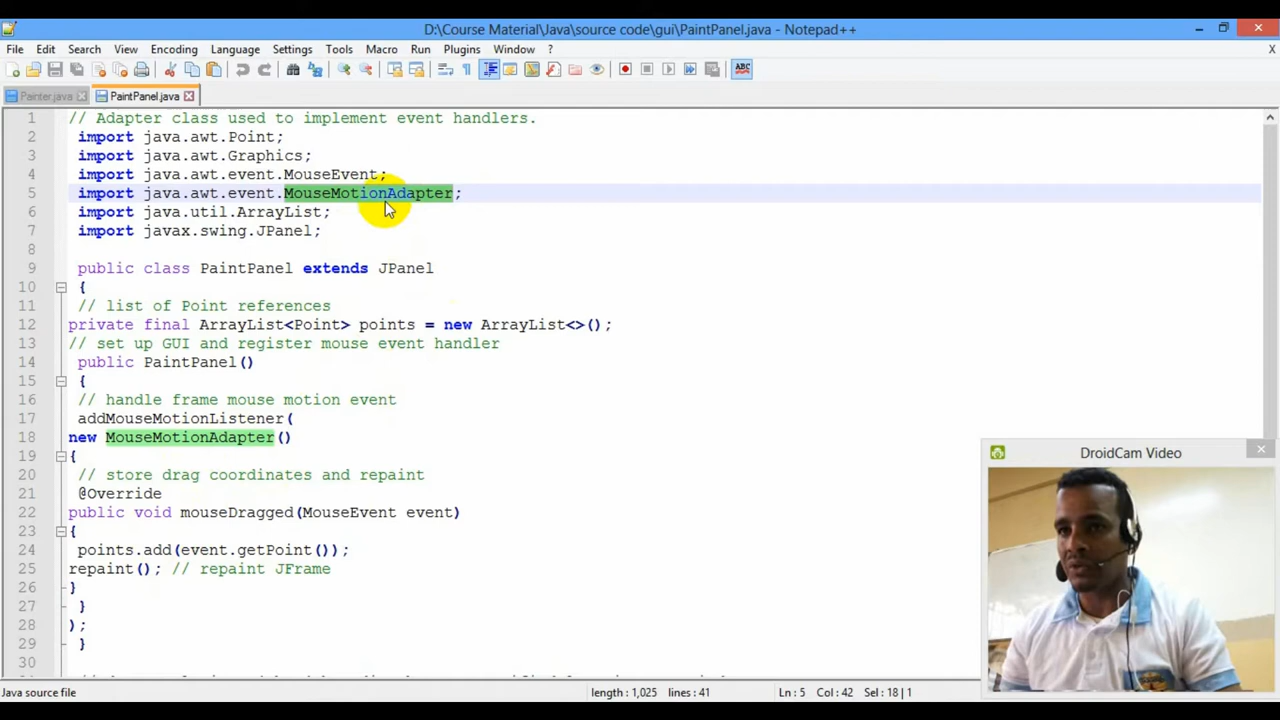 D:\Course Material\Java\source code\gui\PaintPanel.java - Notepad++
File Edit Search View Encoding Language Settings Tools Macro Run Plugins Window ? X
Painter.java PaintPanel.java
1 // Adapter class used to implement event handlers.
2 import java.awt.Point;
3 import java.awt.Graphics;
4 import java.awt.event.MouseEvent;
5 import java.awt.event.MouseMotionAdapter;
6 import java.util.ArrayList;
7 import javax.swing.JPanel;
8
9 public class PaintPanel extends JPanel
10 {
11 // list of Point references
12 private final ArrayList<Point> points = new ArrayList<>();
13 // set up GUI and register mouse event handler
14 public PaintPanel()
15 {
16 // handle frame mouse motion event
17 addMouseMotionListener(
18 new MouseMotionAdapter()
19 {
20 // store drag coordinates and repaint
21 @Override
22 public void mouseDragged(MouseEvent event)
23 {
24 points.add(event.getPoint());
25 repaint(); // repaint JFrame
26 }
27 }
28 );
29 }
30
DroidCam Video
Java source file length : 1,025 lines : 41 Ln : 5 Col : 42 Sel : 18 | 1